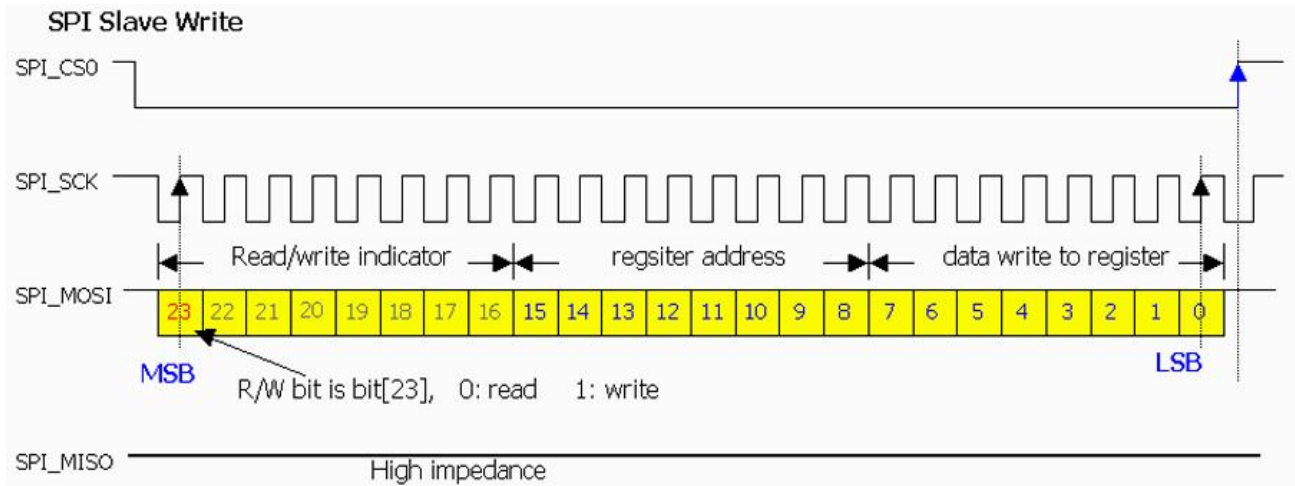 SPI Slave Write
SPI_CS0
SPI_SCK
Read/write indicator
regsiter address
data write to register
SPI_MOSI
23 22 21 20 19 18 17 16 15 14 13 12 11 10 9 8 7 6 5 4 3 2 1 0
MSB
LSB
R/W bit is bit[23], 0: read 1: write
SPI_MISO
High impedance